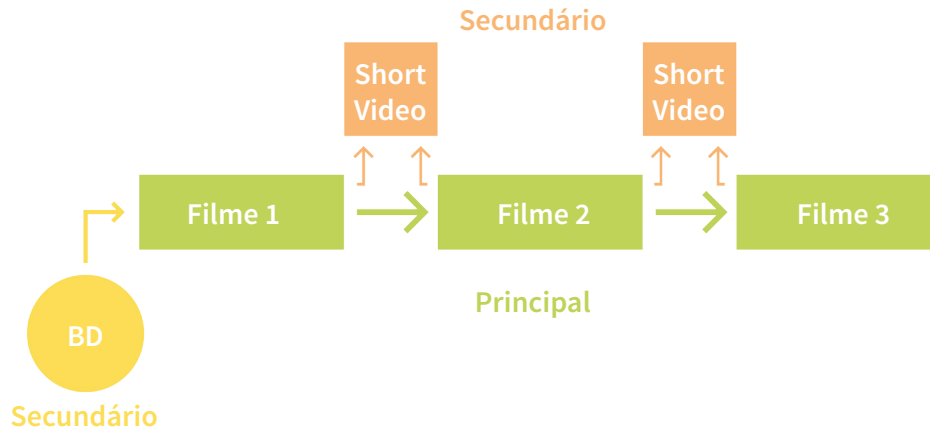 Secundário
Short
Video
Short
Video
Filme 1
Filme 2
Filme 3
Principal
BD
Secundário